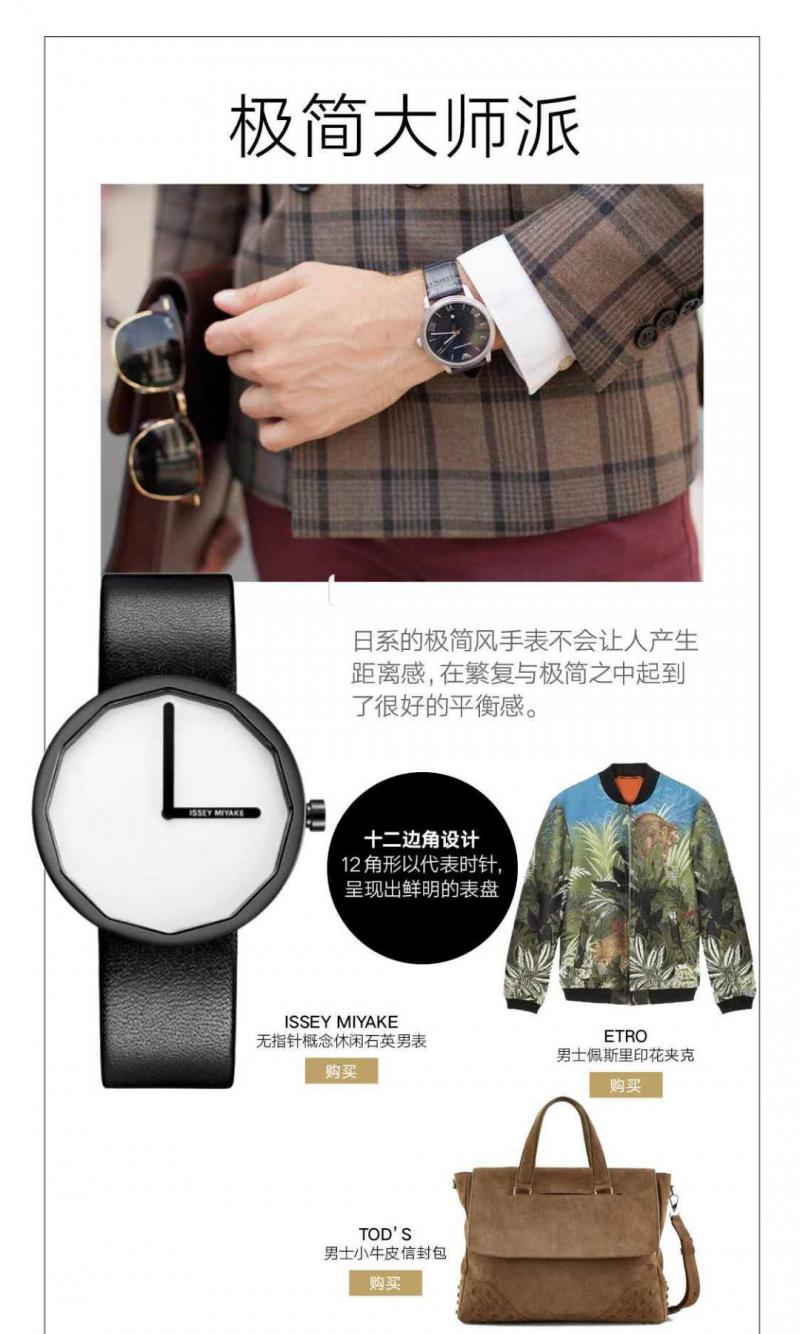 极简大师派
日系的极简风手表不会让人产生
距离感，在繁复与极简之中起到
了很好的平衡感。
ISSEY MIYAKE
十二边角设计
12角形以代表时针，
呈现出鲜明的表盘
ISSEY MIYAKE
无指针概念休闲石英男表
购买
ETRO
男士佩斯里印花夹克
购买
TOD'S
男士小牛皮信封包
购买